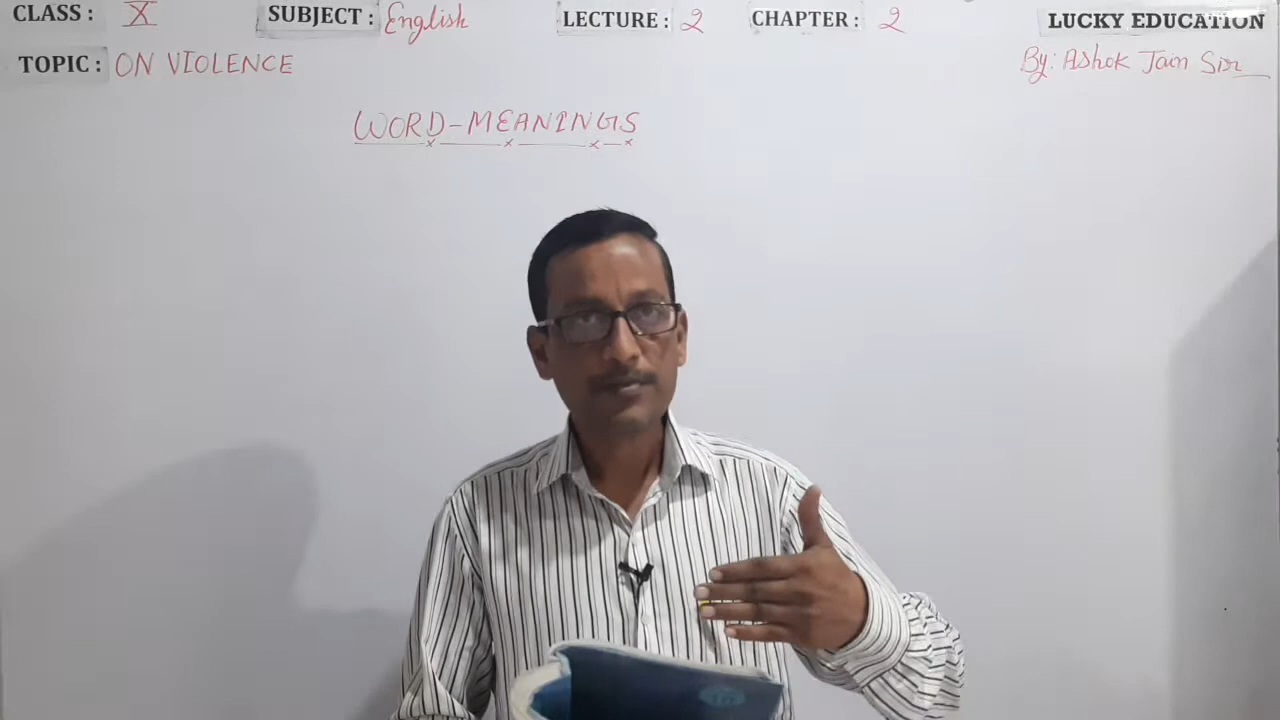 CLASS : X SUBJECT : English LECTURE : 2 CHAPTER : 2 LUCKY EDUCATION
TOPIC : ON VIOLENCE By: Ashok Jain Sir
WORD-MEANINGS